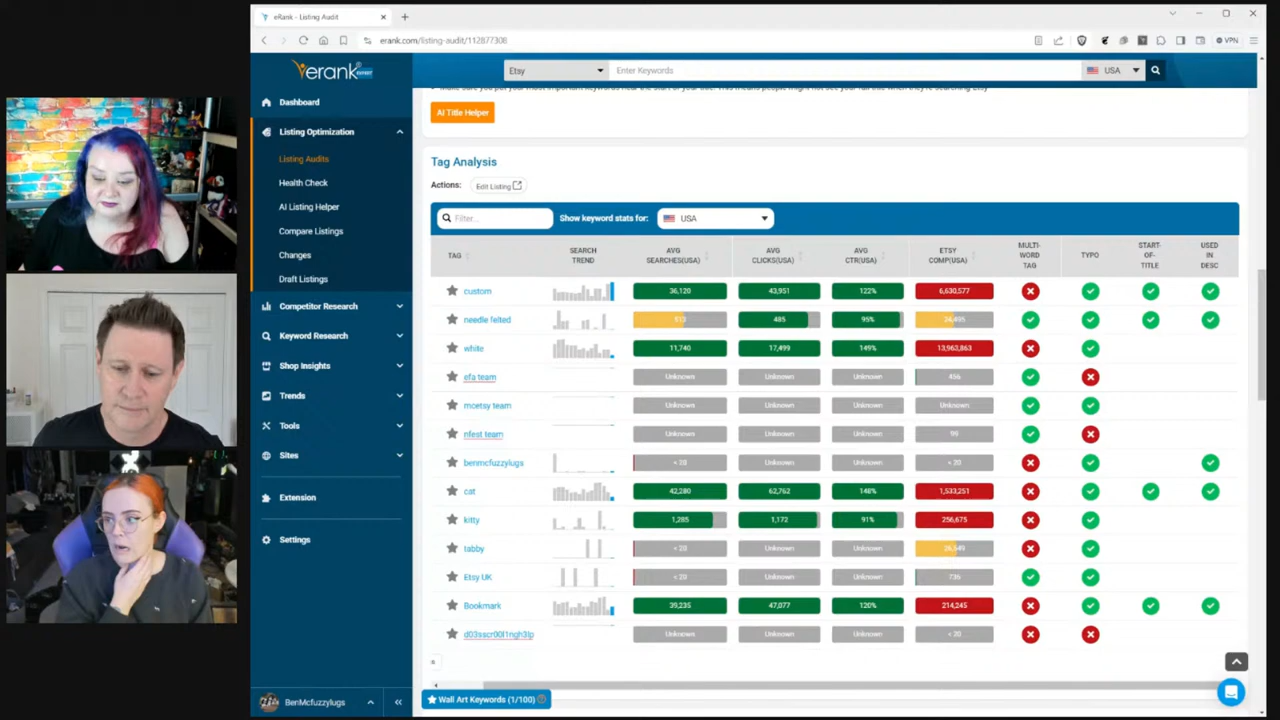 eRank - Listing Audit
erank.com/listing-audit/112877308
VPN
erank EXPERT
Etsy
Enter Keywords
USA
Dashboard
Listing Optimization
Listing Audits
Health Check
AI Listing Helper
Compare Listings
Changes
Draft Listings
Competitor Research
Keyword Research
Shop Insights
Trends
Tools
Sites
Extension
Settings
BenMcfuzzylugs
AI Title Helper
Tag Analysis
Actions: Edit Listing
Filter... Show keyword stats for: USA
TAG SEARCH TREND AVG SEARCHES(USA) AVG CLICKS(USA) AVG CTR(USA) ETSY COMP(USA) MULTI-WORD TAG TYPO START-OF-TITLE USED IN DESC
custom 36,120 43,951 122% 6,630,577
needle felted 513 485 95% 24,495
white 11,740 17,499 149% 13,963,863
efa team Unknown Unknown Unknown 456
moetsy team Unknown Unknown Unknown Unknown
nfest team Unknown Unknown Unknown 99
benmcfuzzylugs < 20 Unknown Unknown < 20
cat 42,280 62,762 148% 1,533,251
kitty 1,285 1,172 91% 256,675
tabby < 20 Unknown Unknown
Etsy UK < 20 Unknown Unknown 736
Bookmark 39,235 47,077 120% 214,245
d03sscr00l1ngh3lp Unknown Unknown Unknown < 20
Wall Art Keywords (1/100)